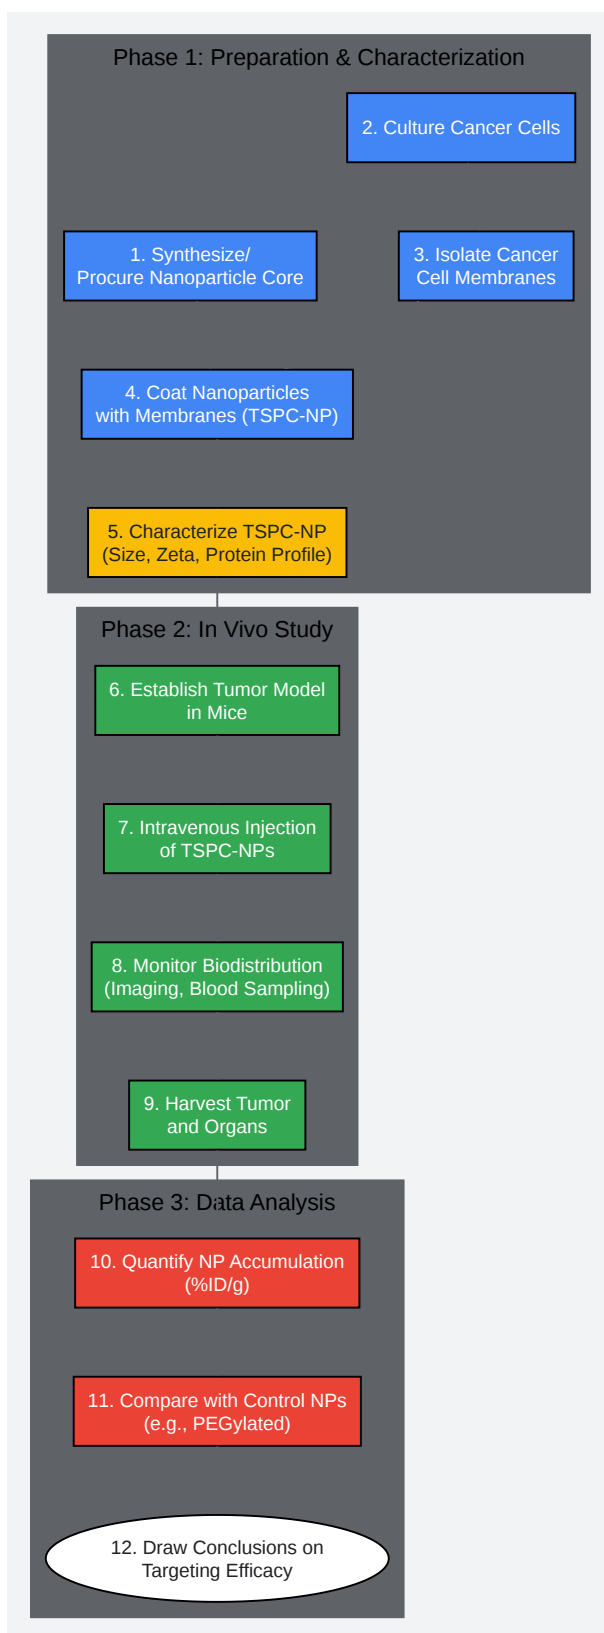 Phase 1: Preparation & Characterization
2. Culture Cancer Cells
1. Synthesize/
Procure Nanoparticle Core
3. Isolate Cancer
Cell Membranes
4. Coat Nanoparticles
with Membranes (TSPC-NP)
5. Characterize TSPC-NP
(Size, Zeta, Protein Profile)
Phase 2: In Vivo Study
6. Establish Tumor Model
in Mice
7. Intravenous Injection
of TSPC-NPs
8. Monitor Biodistribution
(Imaging, Blood Sampling)
9. Harvest Tumor
and Organs
Phase 3: Data Analysis
10. Quantify NP Accumulation
(%ID/g)
11. Compare with Control NPs
(e.g., PEGylated)
12. Draw Conclusions on
Targeting Efficacy